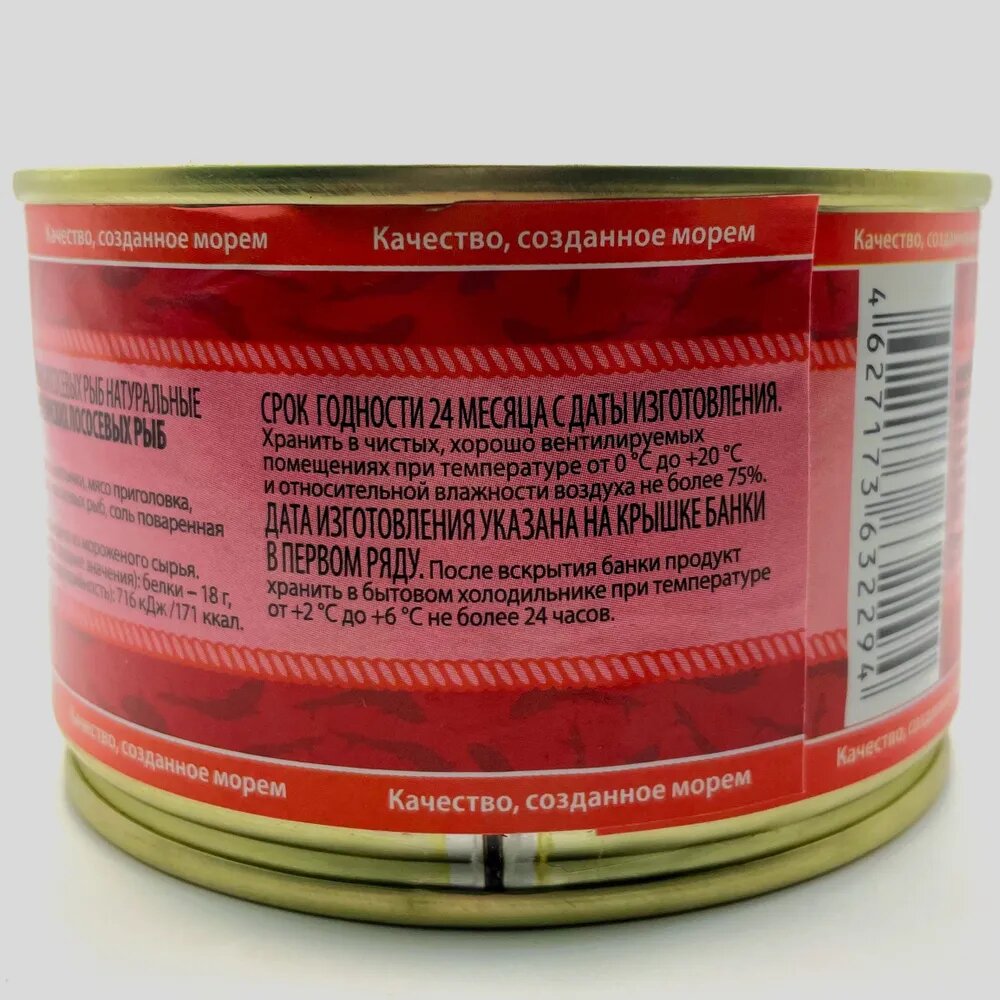 Качество, созданное морем
Качество, созданное морем
Качество, созданное
РЫБ НАТУРАЛЬНЫЕ
ЛОСОСЕВЫХ РЫБ
мясо приголовка,
рыб, соль поваренная
мороженого сырья.
значения): белки – 18 г,
716 кДж /171 ккал.
СРОК ГОДНОСТИ 24 МЕСЯЦА С ДАТЫ ИЗГОТОВЛЕНИЯ.
Хранить в чистых, хорошо вентилируемых
помещениях при температуре от 0 °С до +20 °С
и относительной влажности воздуха не более 75%.
ДАТА ИЗГОТОВЛЕНИЯ УКАЗАНА НА КРЫШКЕ БАНКИ
В ПЕРВОМ РЯДУ. После вскрытия банки продукт
хранить в бытовом холодильнике при температуре
от +2 °С до +6 °С не более 24 часов.
4 627173 632294
созданное морем
Качество, созданное морем
Качество,